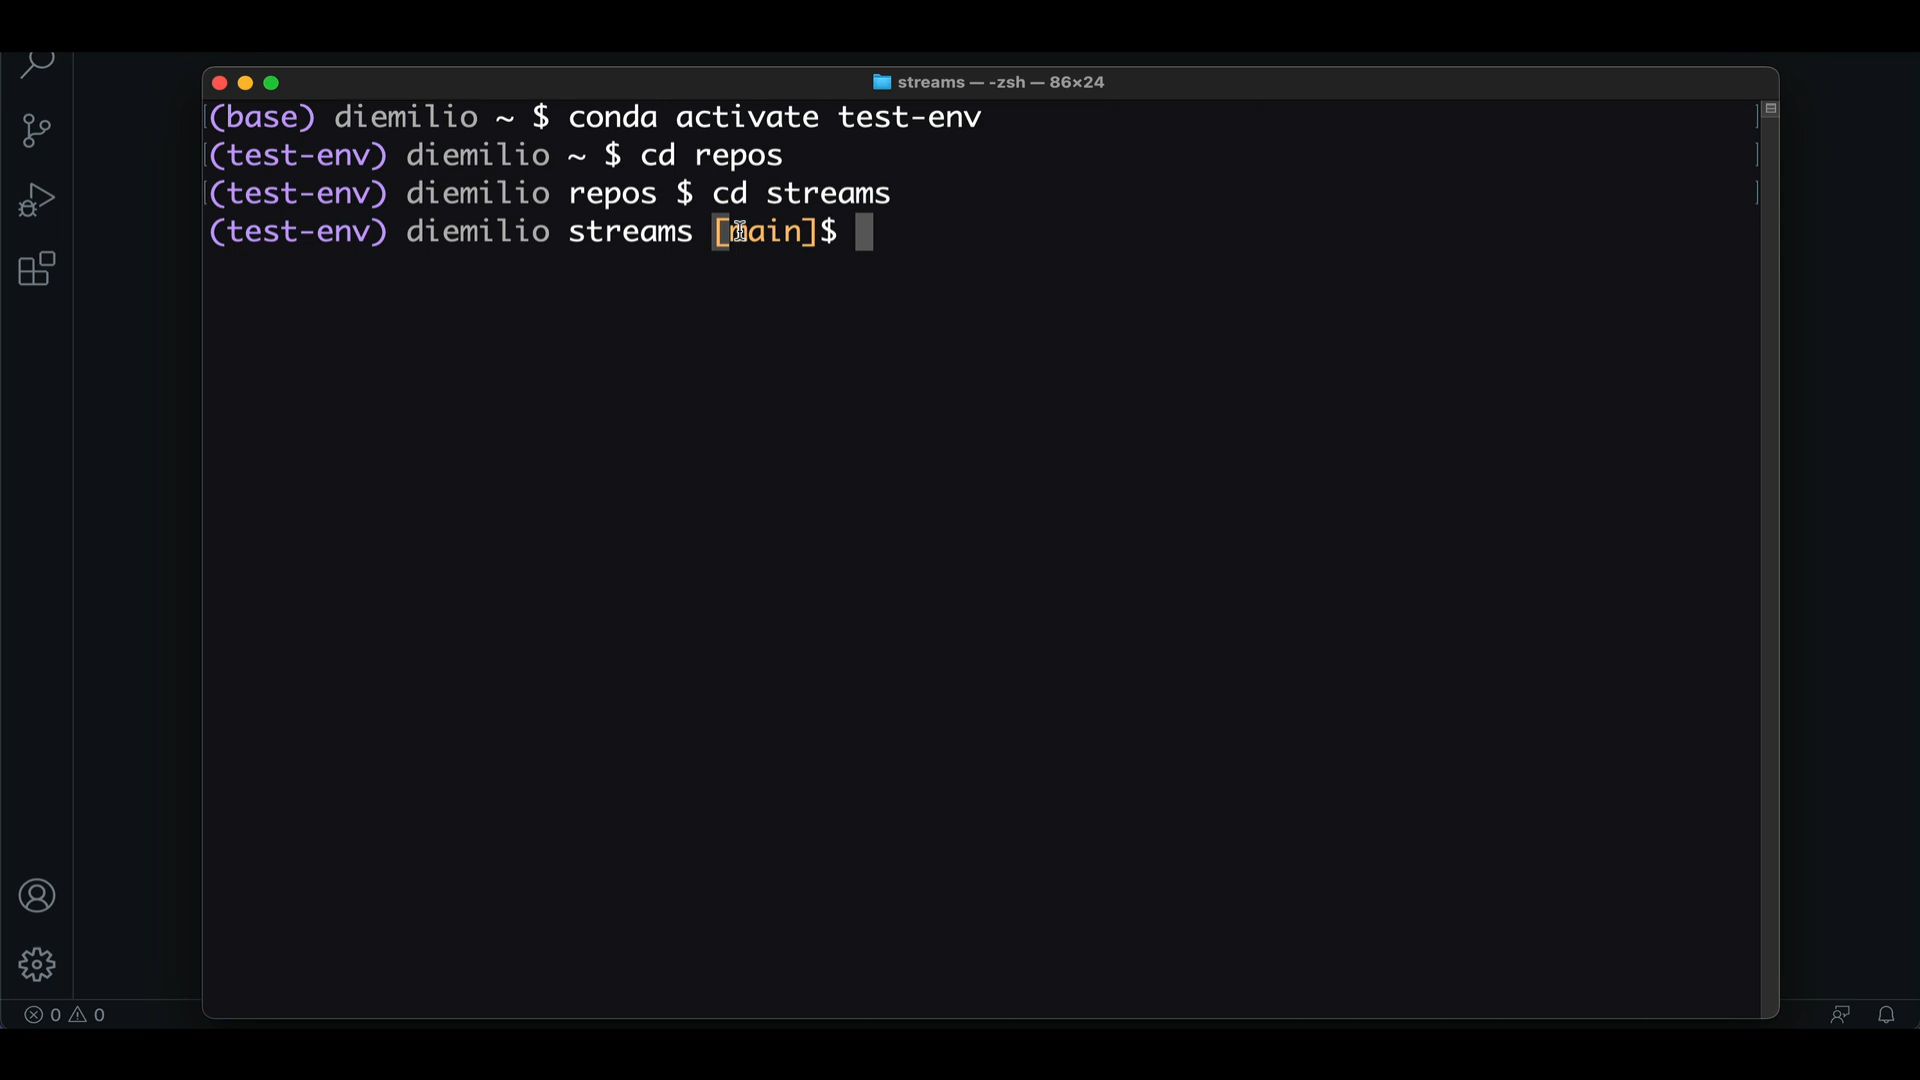 streams — -zsh — 86×24
(base) diemilio ~ $ conda activate test-env
(test-env) diemilio ~ $ cd repos
(test-env) diemilio repos $ cd streams
(test-env) diemilio streams [main]$
0 0